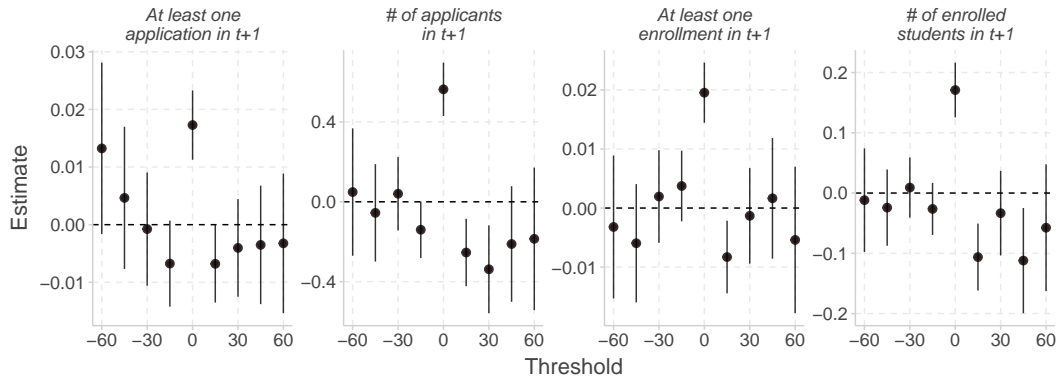 At least one
application in t+1
# of applicants
in t+1
At least one
enrollment in t+1
# of enrolled
students in t+1
Estimate
0.03
0.02
0.01
0.00
−0.01
0.4
0.0
−0.4
0.02
0.01
0.00
−0.01
0.2
0.1
0.0
−0.1
−0.2
−60 −30 0 30 60
−60 −30 0 30 60
−60 −30 0 30 60
−60 −30 0 30 60
Threshold